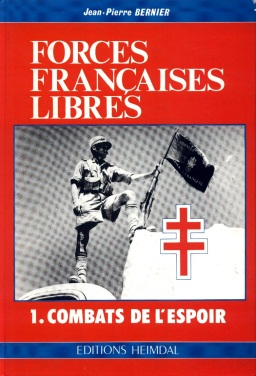 Jean-Pierre BERNIER
FORCES
FRANÇAISES
LIBRES
1. COMBATS DE L'ESPOIR
EDITIONS HEIMDAL